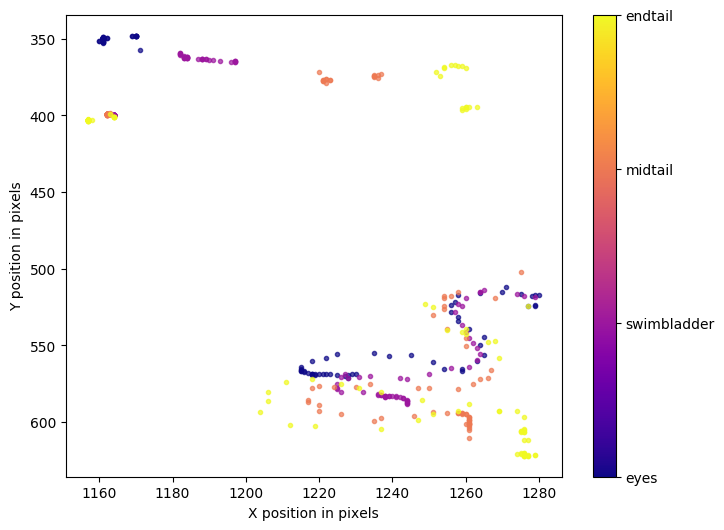 endtail
350
400
midtail
450
500
swimbladder
550
600
eyes
1160 1180 1200 1220 1240 1260 1280
X position in pixels
Y position in pixels